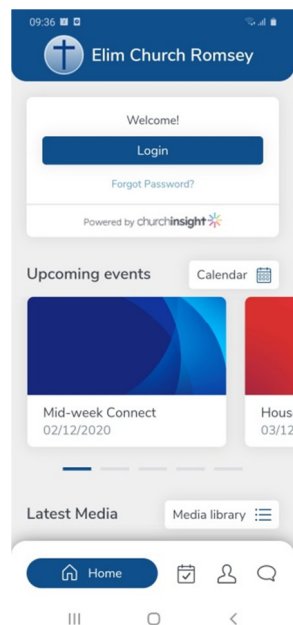 09:36
Elim Church Romsey
Welcome!
Login
Forgot Password?
Powered by churchinsight
Upcoming events
Calendar
Mid-week Connect
02/12/2020
Hous
03/12
Latest Media
Media library
Home